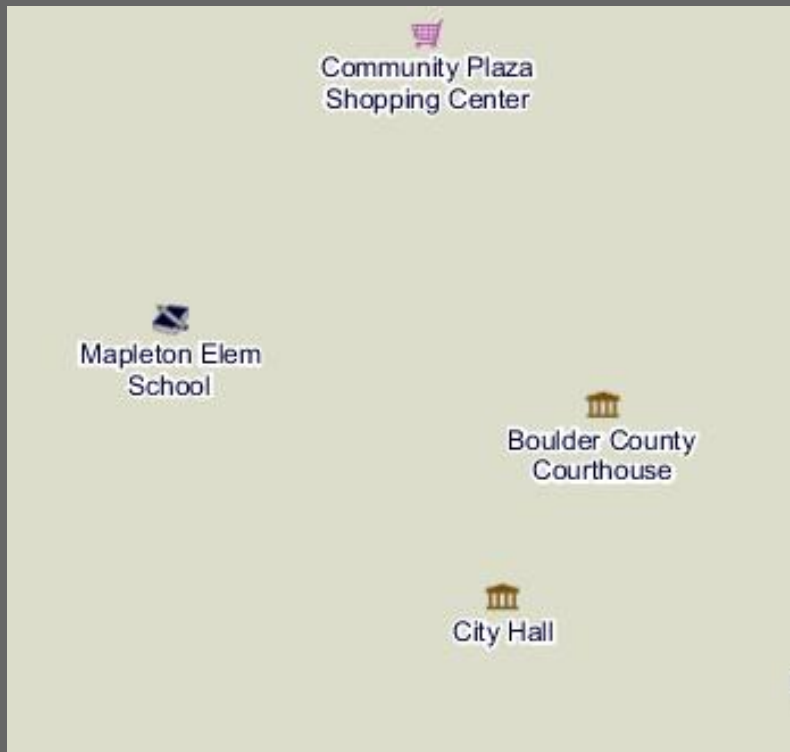 Community Plaza
Shopping Center
Mapleton Elem
School
Boulder County
Courthouse
City Hall